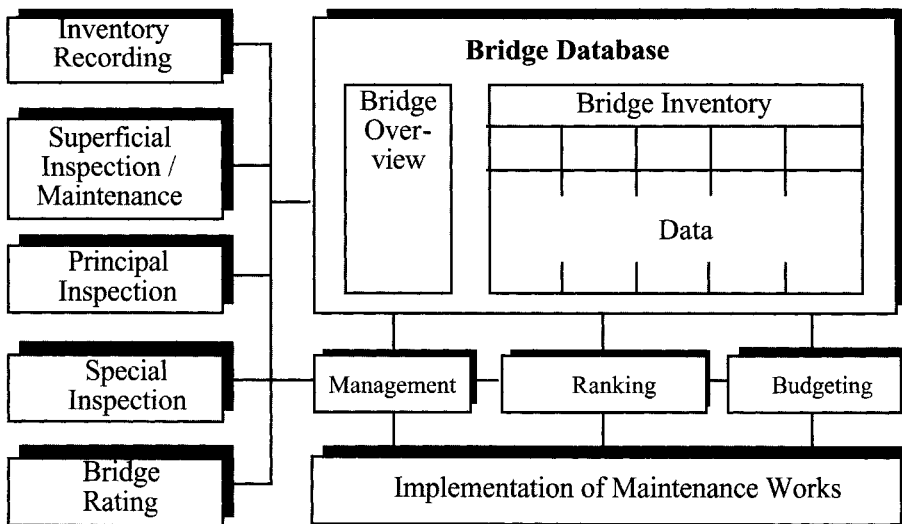 Inventory
Recording
Superficial
Inspection /
Maintenance
Principal
Inspection
Special
Inspection
Bridge
Rating
Bridge Database
Bridge
Over-
view
Bridge Inventory
Data
Management
Ranking
Budgeting
Implementation of Maintenance Works